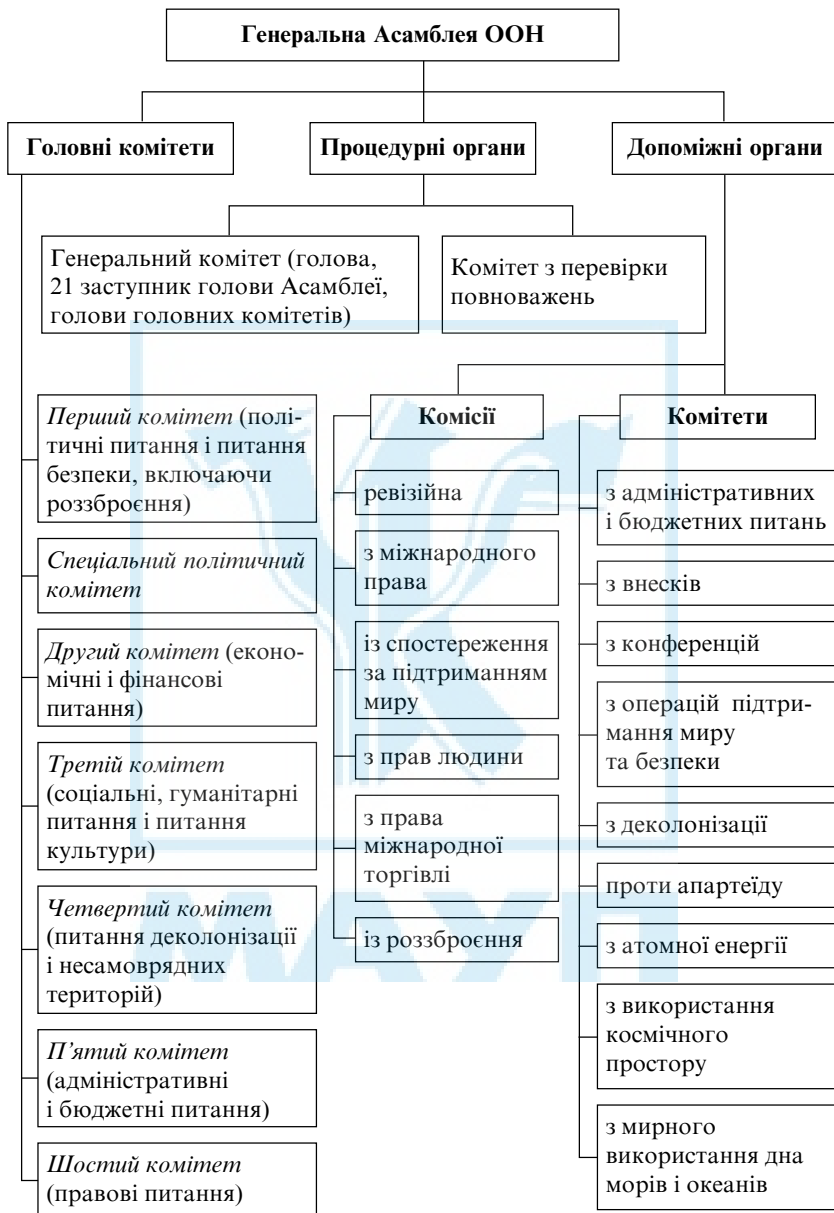 Генеральна Асамблея ООН
Головні комітети
Процедурні органи
Допоміжні органи
Генеральний комітет (голова,
21 заступник голови Асамблеї,
голови головних комітетів)
Комітет з перевірки
повноважень
Перший комітет (полі-
тичні питання і питання
безпеки, включаючи
роззброєння)
Спеціальний політичний
комітет
Другий комітет (еконо-
мічні і фінансові
питання)
Третій комітет
(соціальні, гуманітарні
питання і питання
культури)
Четвертий комітет
(питання деколонізації
і несамоврядних
територій)
П’ятий комітет
(адміністративні
і бюджетні питання)
Шостий комітет
(правові питання)
Комісії
ревізійна
з міжнародного
права
із спостереження
за підтриманням
миру
з прав людини
з права
міжнародної
торгівлі
із роззброєння
Комітети
з адміністративних
і бюджетних питань
з внесків
з конференцій
з операцій підтри-
мання миру
та безпеки
з деколонізації
проти апартеїду
з атомної енергії
з використання
космічного
простору
з мирного
використання дна
морів і океанів
МАУП